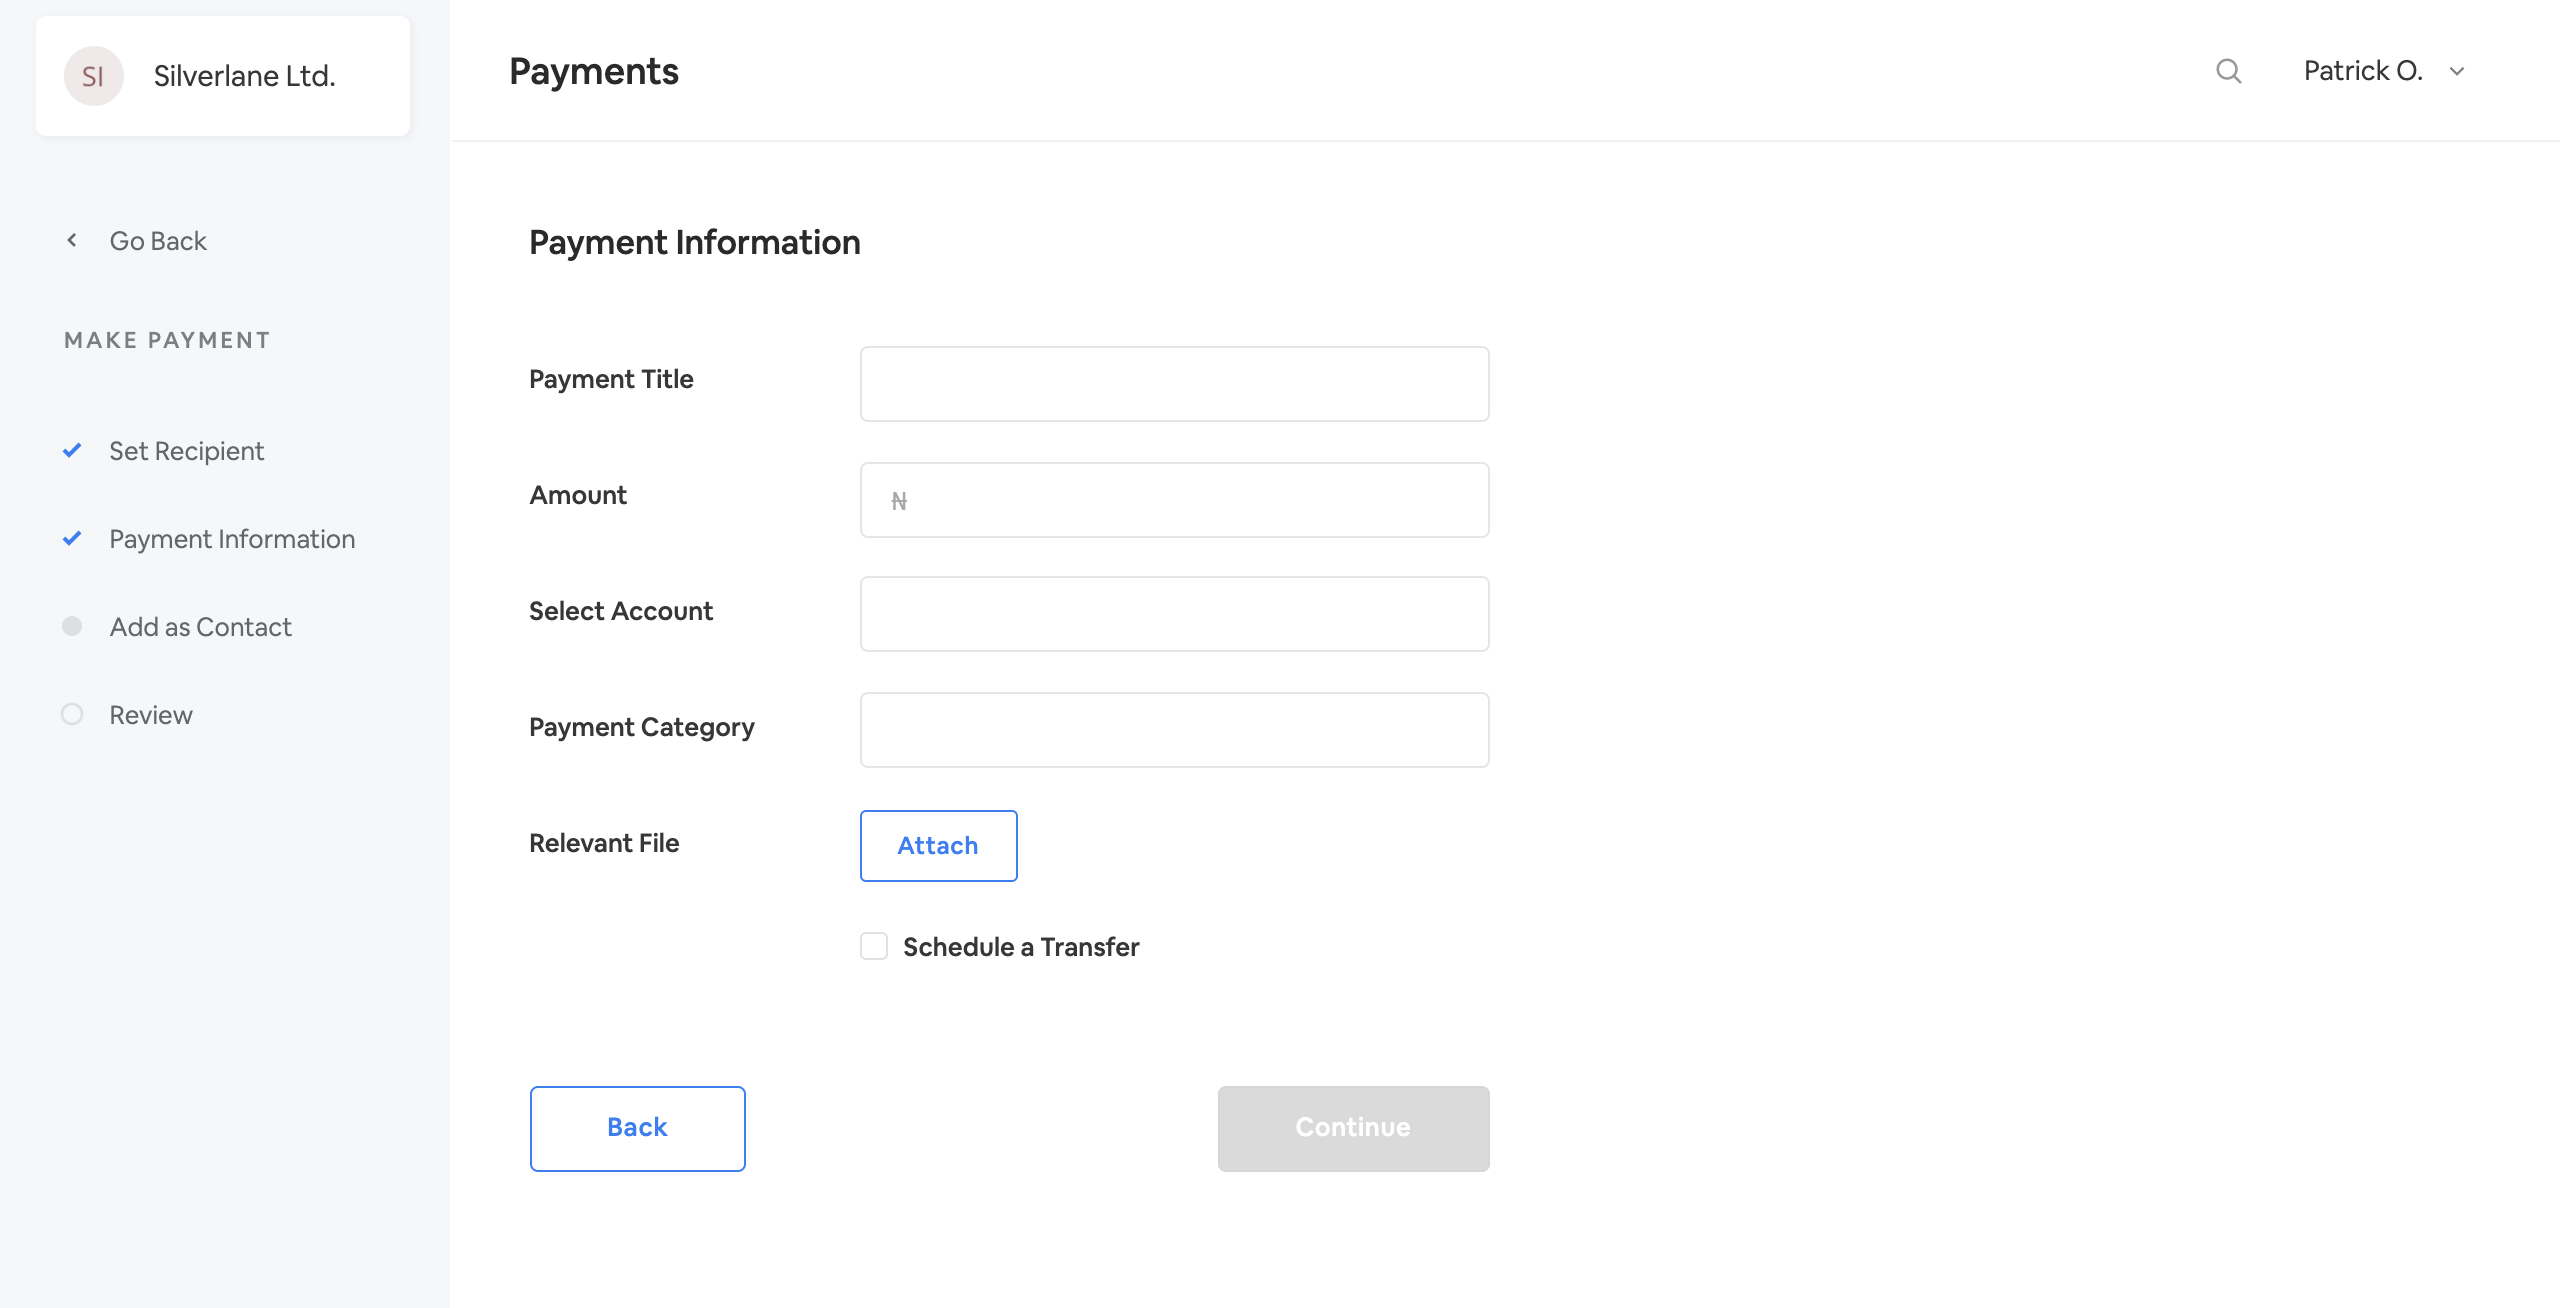 SI
Silverlane Ltd.
Payments
Patrick O.
Go Back
MAKE PAYMENT
Set Recipient
Payment Information
Add as Contact
Review
Payment Information
Payment Title
Amount
₦
Select Account
Payment Category
Relevant File
Attach
Schedule a Transfer
Back
Continue